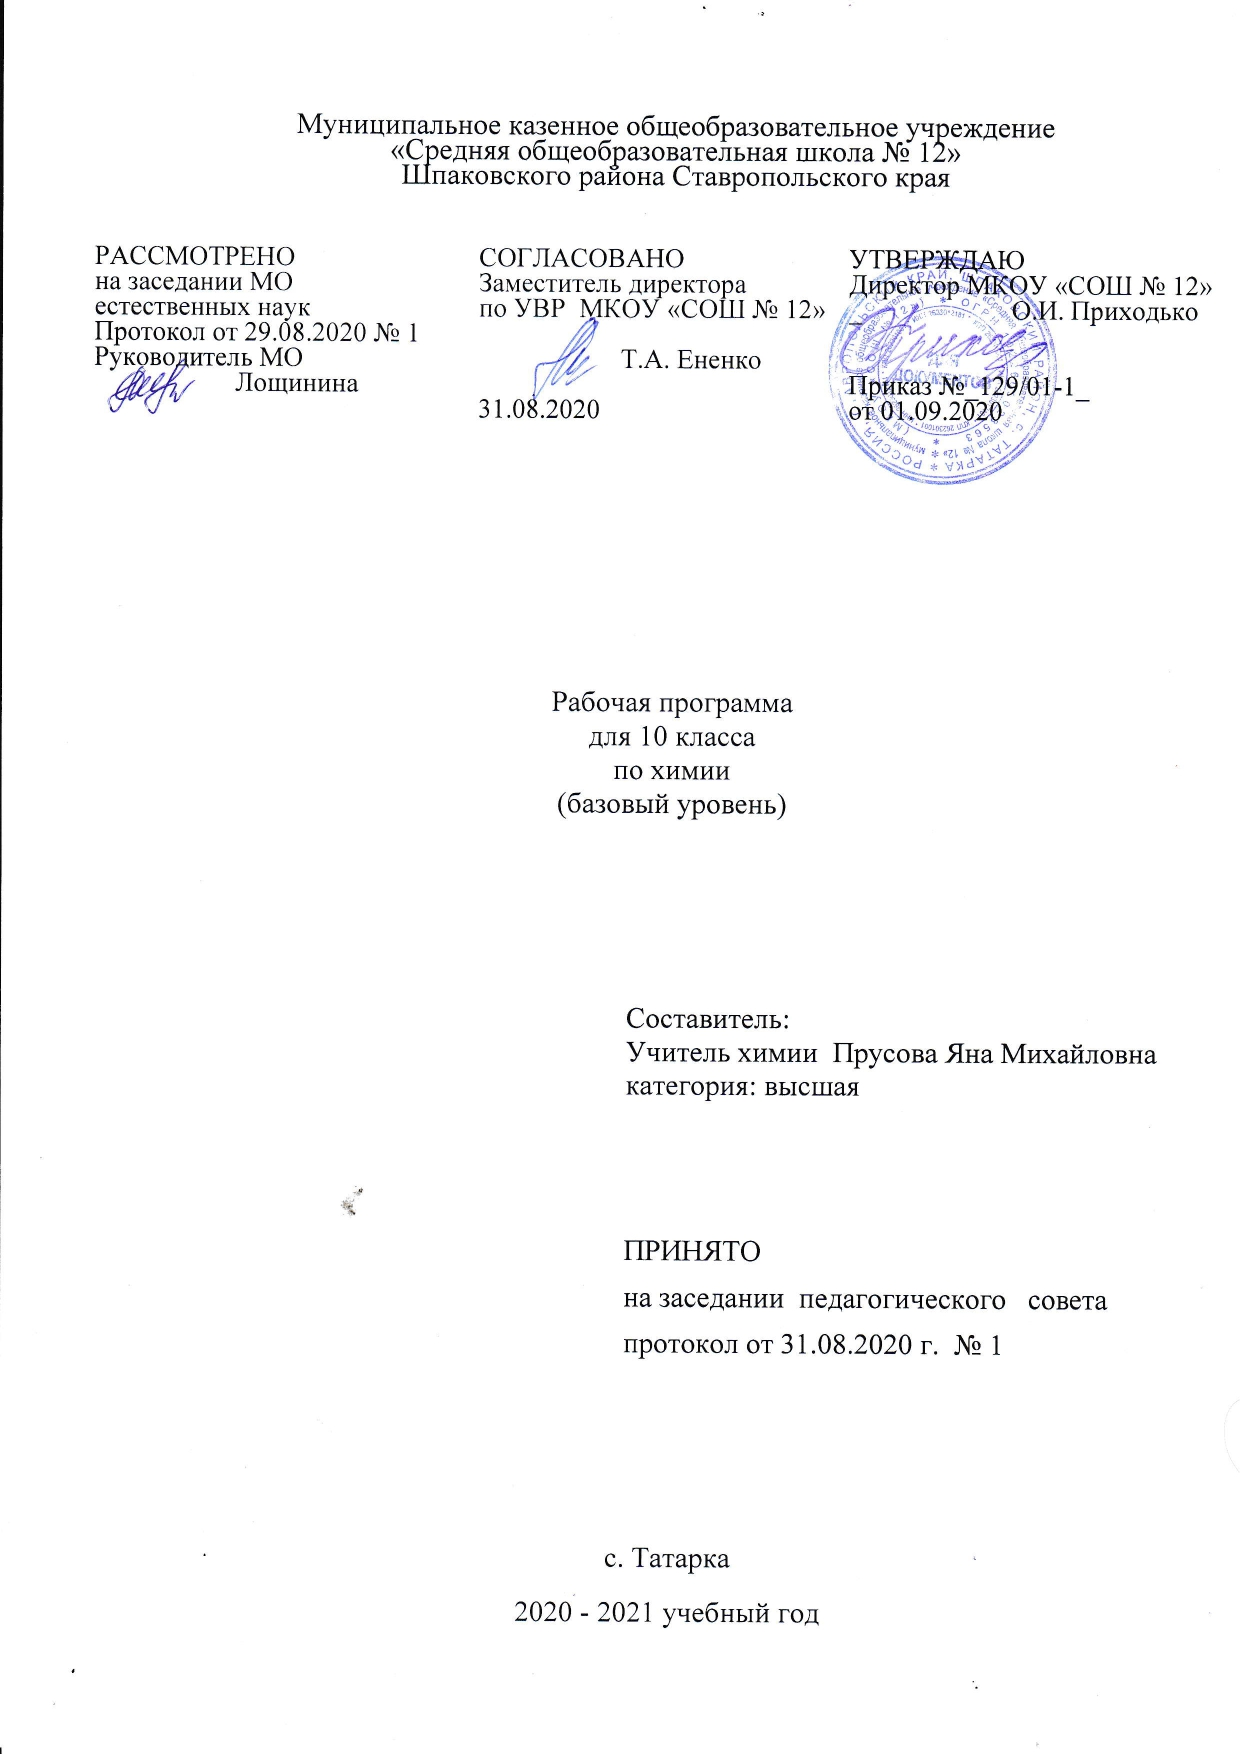 Муниципальное казенное общеобразовательное учреждение
«Средняя общеобразовательная школа № 12»
Шпаковского района Ставропольского края
РАССМОТРЕНО
на заседании МО
естественных наук
Протокол от 29.08.2020 № 1
Руководитель МО
Лощинина
СОГЛАСОВАНО
Заместитель директора
по УВР МКОУ «СОШ № 12»
Т.А. Ененко
31.08.2020
УТВЕРЖДАЮ
Директор МКОУ «СОШ № 12»
О.И. Приходько
Приказ №_129/01-1_
от 01.09.2020
Рабочая программа
для 10 класса
по химии
(базовый уровень)
Составитель:
Учитель химии Прусова Яна Михайловна
категория: высшая
ПРИНЯТО
на заседании педагогического совета
протокол от 31.08.2020 г. № 1
с. Татарка
2020 - 2021 учебный год